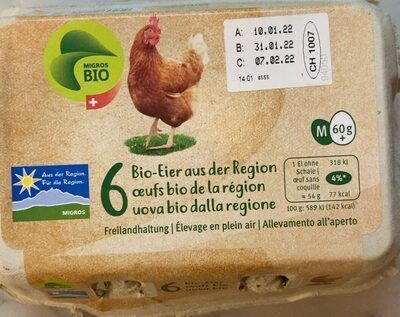 MIGROS
BIO
A: 10.01.22
B: 31.01.22
C: 07.02.22
14.01
CH 1007
M 60g +
Aus der Region.
Für die Region.
MIGROS
6 Bio-Eier aus der Region
œufs bio de la région
uova bio dalla regione
Freilandhaltung | Élevage en plein air | Allevamento all'aperto
1 Ei ohne Schale /
œuf sans coquille
≈ 54 g
318 kJ
4%*
77 kcal
100 g: 589 kJ (142 kcal)
6 Bio-Eier